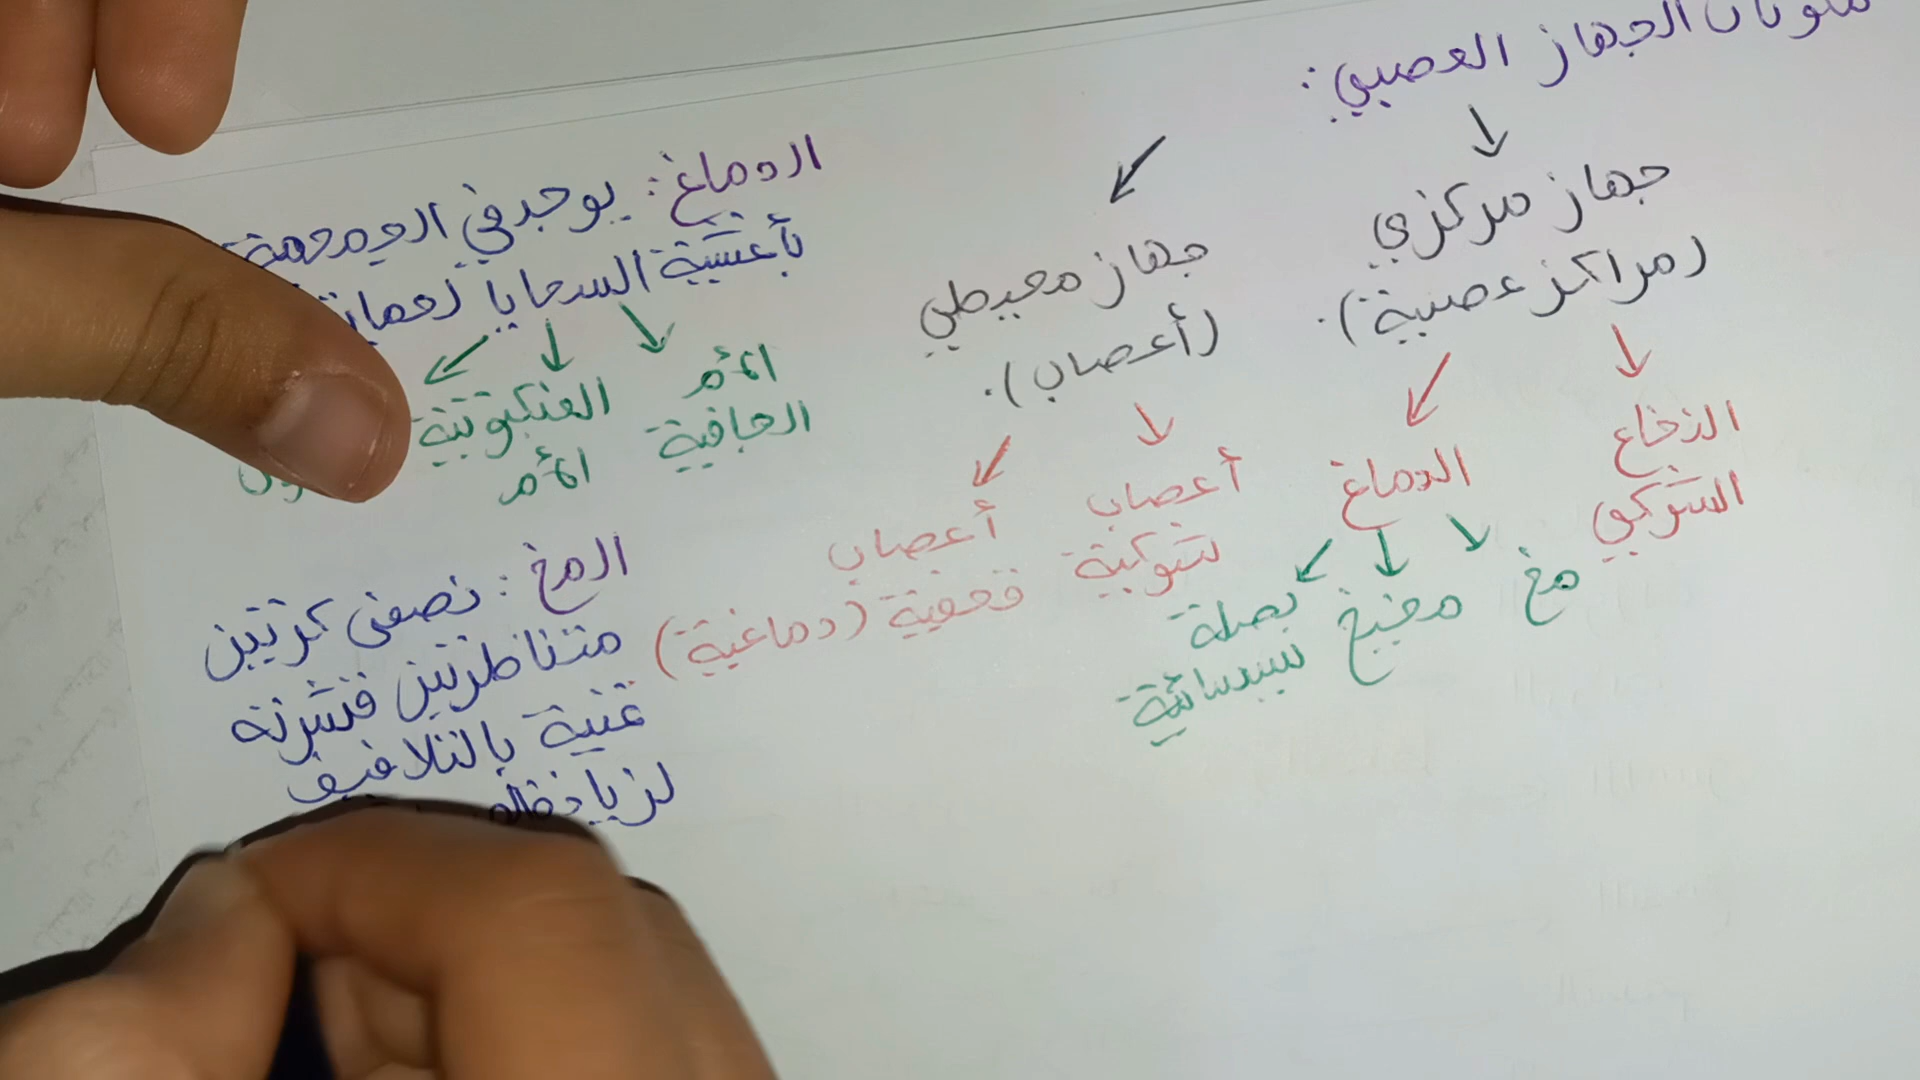 الجهاز العصبي:
جهاز مركزي
(مراكز عصبية).
جهاز محيطي
(أعصاب).
النخاع
الشوكي
الدماغ
أعصاب
شوكية
أعصاب
قحفية (دماغية)
مخ
مخيخ
بصلة
سيسائية
الدماغ: يوجد في الجمجمة
بأغشية السحايا
الأم
الجافية
العنكبوتية
الأم
المخ: نصفي كرتين
متناظرتين قشرته
غنية بالتلافيف
لزيادة